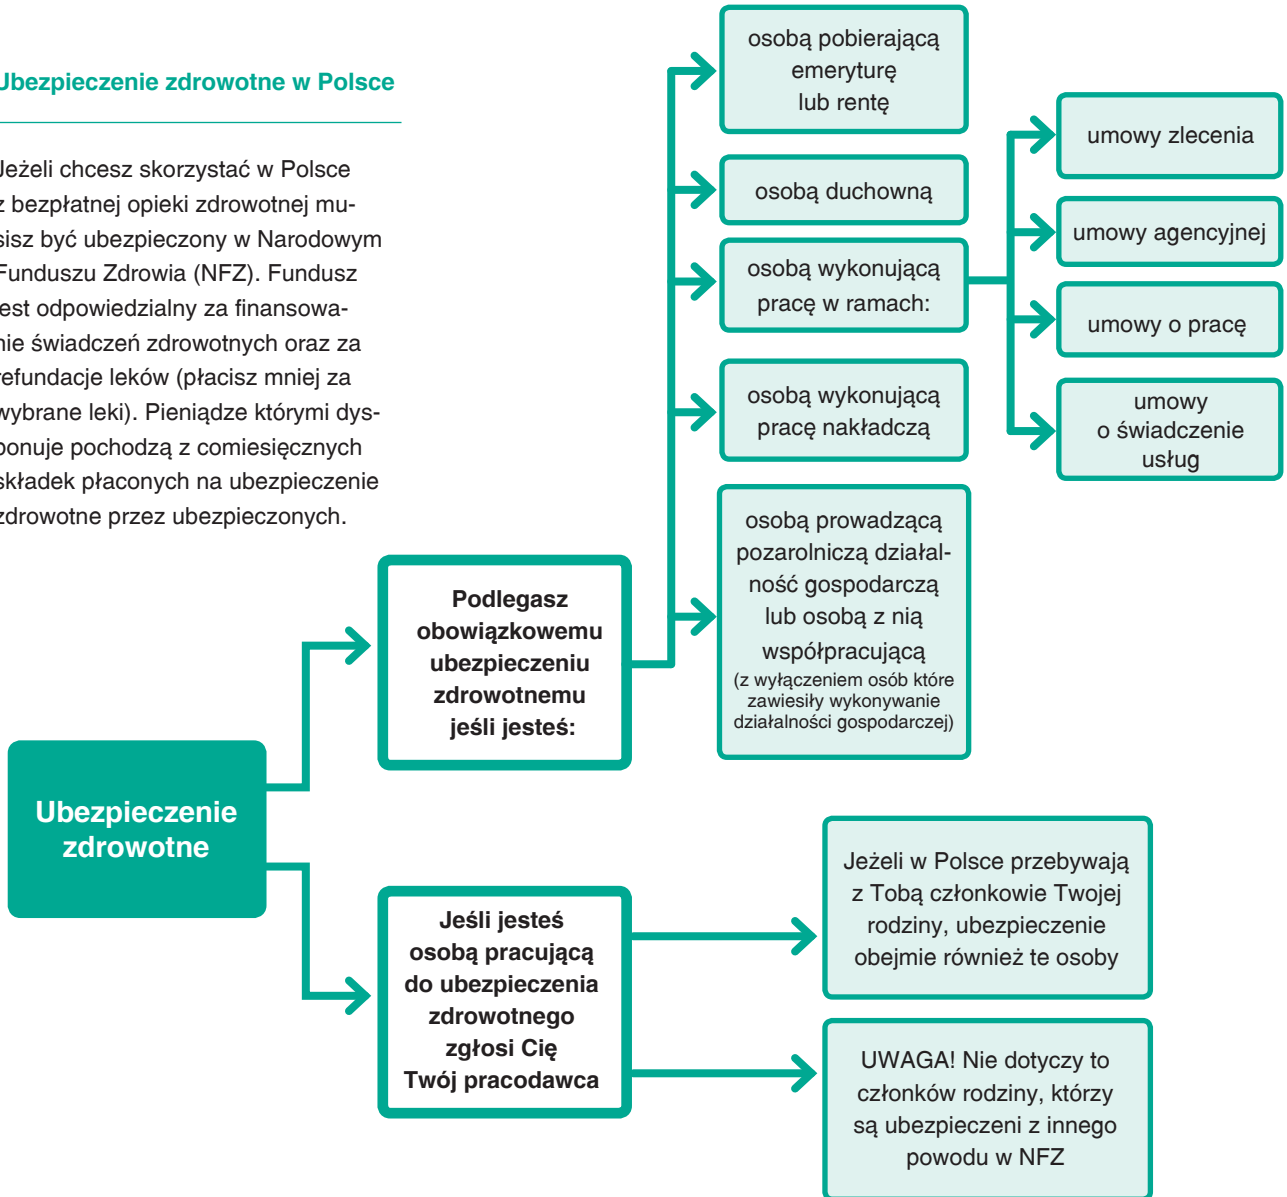 Ubezpieczenie zdrowotne w Polsce
Jeżeli chcesz skorzystać w Polsce
z bezpłatnej opieki zdrowotnej mu-
sisz być ubezpieczony w Narodowym
Funduszu Zdrowia (NFZ). Fundusz
jest odpowiedzialny za finansowa-
nie świadczeń zdrowotnych oraz za
refundacje leków (płacisz mniej za
wybrane leki). Pieniądze którymi dys-
ponuje pochodzą z comiesięcznych
składek płaconych na ubezpieczenie
zdrowotne przez ubezpieczonych.
Ubezpieczenie
zdrowotne
Podlegasz
obowiązkowemu
ubezpieczeniu
zdrowotnemu
jeśli jesteś:
osobą pobierającą
emeryturę
lub rentę
osobą duchowną
osobą wykonującą
pracę w ramach:
umowy zlecenia
umowy agencyjnej
umowy o pracę
umowy
o świadczenie
usług
osobą wykonującą
pracę nakładczą
osobą prowadzącą
pozarolniczą działal-
ność gospodarczą
lub osobą z nią
współpracującą
(z wyłączeniem osób które
zawiesiły wykonywanie
działalności gospodarczej)
Jeśli jesteś
osobą pracującą
do ubezpieczenia
zdrowotnego
zgłosi Cię
Twój pracodawca
Jeżeli w Polsce przebywają
z Tobą członkowie Twojej
rodziny, ubezpieczenie
obejmie również te osoby
UWAGA! Nie dotyczy to
członków rodziny, którzy
są ubezpieczeni z innego
powodu w NFZ